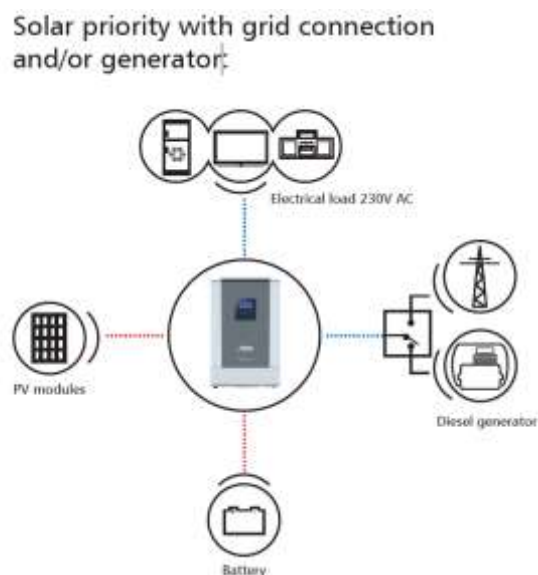 Solar priority with grid connection
and/or generator:
Electrical load 230V AC
PV modules
Diesel generator
Battery